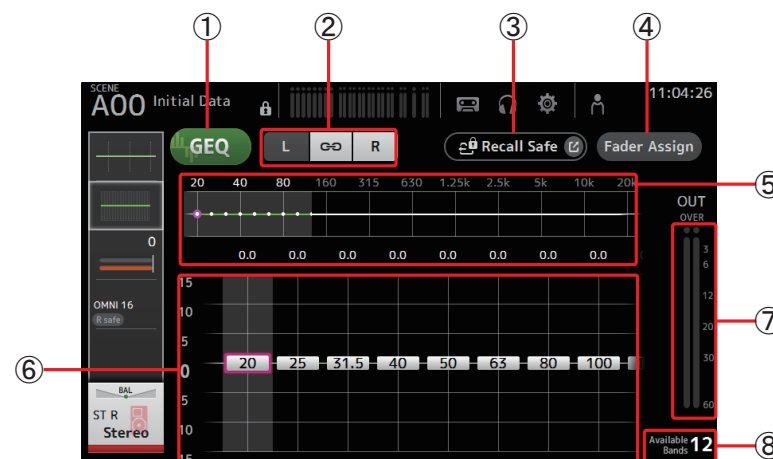 ① ② ③ ④
SCENE
A00 Initial Data
11:04:26
GEQ
L R
Recall Safe
Fader Assign
20 40 80 160 315 630 1.25k 2.5k 5k 10k 20k
⑤
OUT
OVER
0
0.0 0.0 0.0 0.0 0.0 0.0 0.0 0.0
3
6
12
20
30
60
⑦
OMNI 16
R safe
15
10
5
0
5
10
15
⑥
20 25 31.5 40 50 63 80 100
BAL
ST R
Stereo
Available
Bands 12
⑧